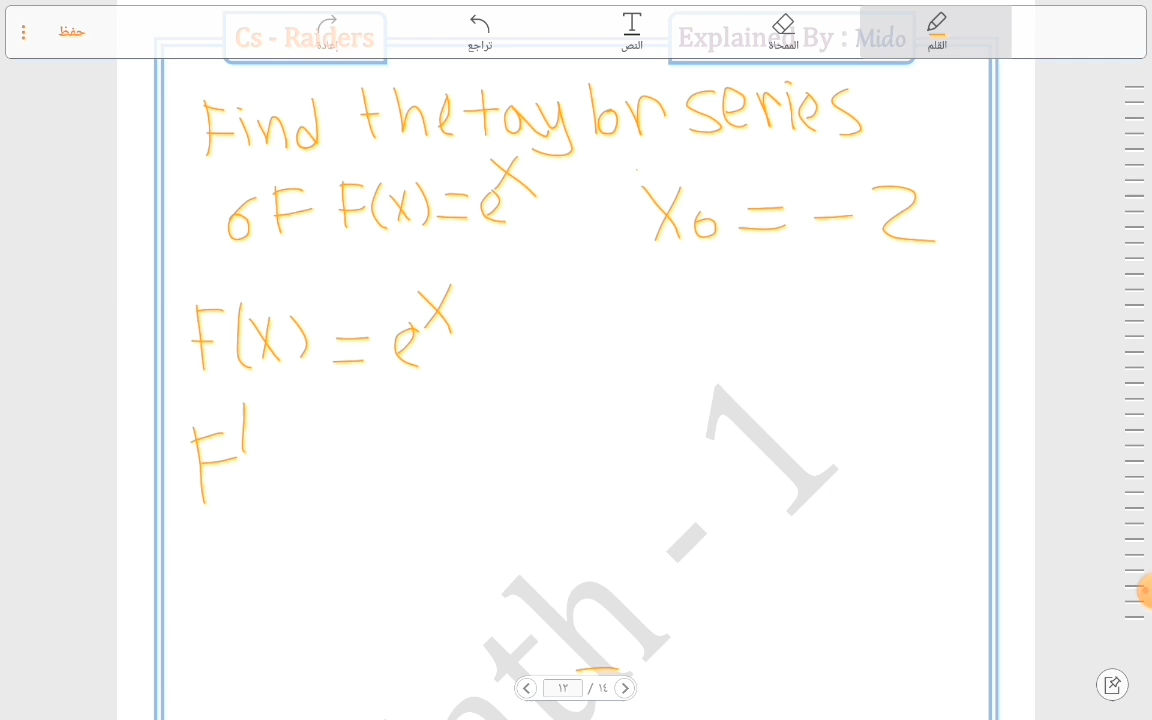 حفظ
إعادة
تراجع
النص
الممحاة
القلم
Cs - Raiders
Explained By : Mido
Find the taylor series
oF F(x) = e^x x₀ = - 2
F(x) = e^x
F'
- 1
١٢ / ١٤